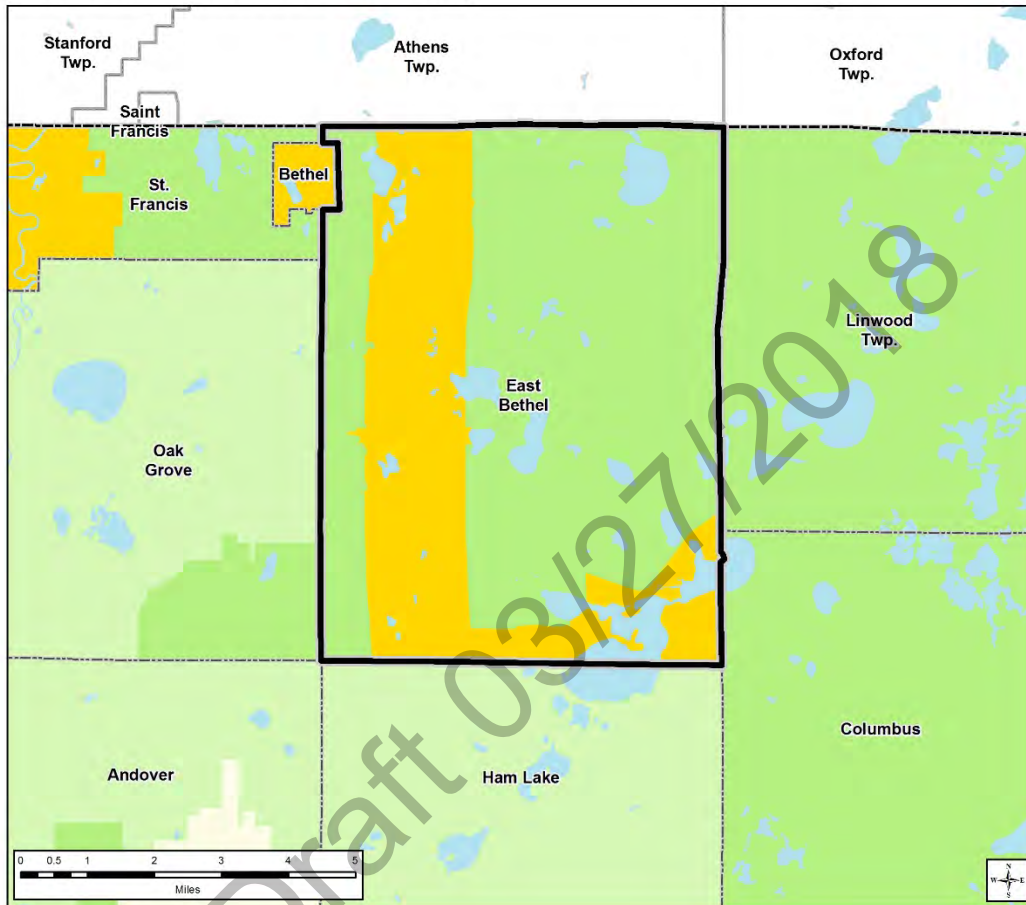 Stanford
Twp.
Athens
Twp.
Oxford
Twp.
Saint
Francis
St.
Francis
Bethel
Linwood
Twp.
East
Bethel
Oak
Grove
Columbus
Andover
Ham Lake
0 0.5 1 2 3 4 5
Miles
N
W E
S
Draft 03/27/2018